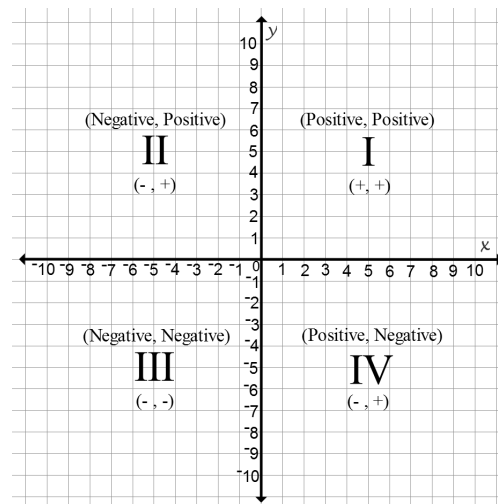 y
10
9
8
7
(Negative, Positive) (Positive, Positive)
6
II I
5
4
(- , +) (+, +)
3
2
1
x
-10 -9 -8 -7 -6 -5 -4 -3 -2 -1 0 1 2 3 4 5 6 7 8 9 10
-1
-2
-3
(Negative, Negative) (Positive, Negative)
-4
III IV
-5
-6
(- , -) (- , +)
-7
-8
-9
-10